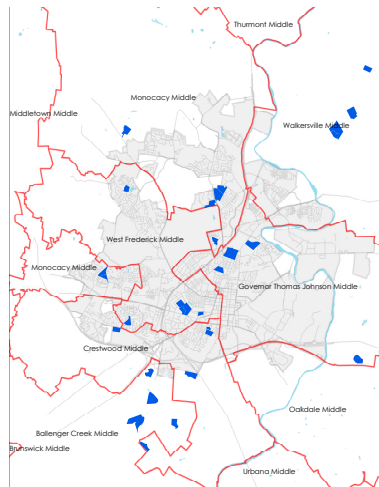 Thurmont Middle
Monocacy Middle
Middletown Middle
Walkersville Middle
West Frederick Middle
Monocacy Middle
Governor Thomas Johnson Middle
Crestwood Middle
Oakdale Middle
Ballenger Creek Middle
Brunswick Middle
Urbana Middle